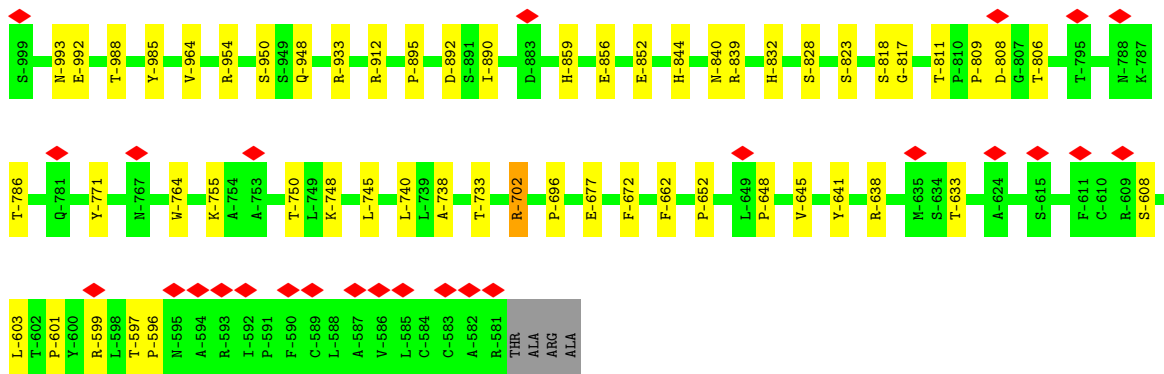 S-999 N-993 E-992 T-988 Y-985 V-964 R-954 S-950 S-949 Q-948 R-933 R-912 P-895 D-892 S-891 I-890 D-883 H-859 E-856 E-852 H-844 N-840 R-839 H-832 S-828 S-823 S-818 G-817 T-811 P-810 P-809 D-808 G-807 T-806 T-795 N-788 K-787
T-786 Q-781 Y-771 N-767 W-764 K-755 A-754 A-753 T-750 L-749 K-748 L-745 L-740 L-739 A-738 T-733 R-702 P-696 E-677 F-672 F-662 P-652 L-649 P-648 V-645 Y-641 R-638 M-635 S-634 T-633 A-624 S-615 F-611 C-610 R-609 S-608
L-603 T-602 P-601 Y-600 R-599 L-598 T-597 P-596 N-595 A-594 R-593 I-592 P-591 F-590 C-589 L-588 A-587 V-586 L-585 C-584 C-583 A-582 R-581 THR ALA ARG ALA